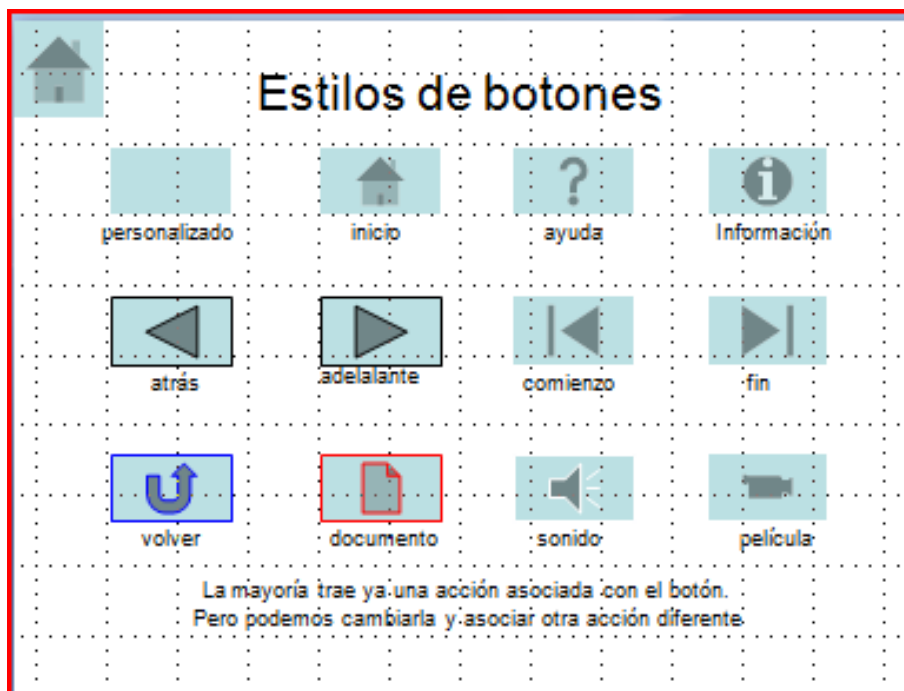 Estilos de botones
personalizado inicio ayuda Información
atrás adelalante comienzo fin
volver documento sonido película
La mayoría trae ya una acción asociada con el botón.
Pero podemos cambiarla y asociar otra acción diferente